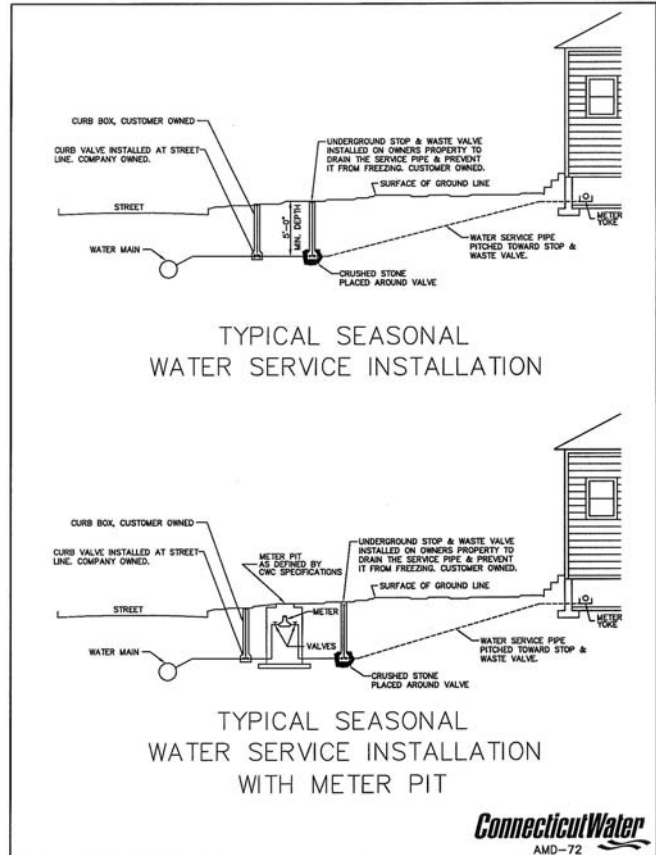 CURB BOX, CUSTOMER OWNED
CURB VALVE INSTALLED AT STREET
LINE. COMPANY OWNED.
UNDERGROUND STOP & WASTE VALVE
INSTALLED ON OWNERS PROPERTY TO
DRAIN THE SERVICE PIPE & PREVENT
IT FROM FREEZING. CUSTOMER OWNED.
SURFACE OF GROUND LINE
STREET
5'-0"
MIN. DEPTH
METER
YOKE
WATER MAIN
WATER SERVICE PIPE
PITCHED TOWARD STOP &
WASTE VALVE.
CRUSHED STONE
PLACED AROUND VALVE
TYPICAL SEASONAL
WATER SERVICE INSTALLATION
CURB BOX, CUSTOMER OWNED
CURB VALVE INSTALLED AT STREET
LINE. COMPANY OWNED.
METER PIT
AS DEFINED BY
CWC SPECIFICATIONS
UNDERGROUND STOP & WASTE VALVE
INSTALLED ON OWNERS PROPERTY TO
DRAIN THE SERVICE PIPE & PREVENT
IT FROM FREEZING. CUSTOMER OWNED.
SURFACE OF GROUND LINE
STREET
METER
METER
YOKE
VALVES
WATER MAIN
WATER SERVICE PIPE
PITCHED TOWARD STOP &
WASTE VALVE.
CRUSHED STONE
PLACED AROUND VALVE
TYPICAL SEASONAL
WATER SERVICE INSTALLATION
WITH METER PIT
ConnecticutWater
AMD-72